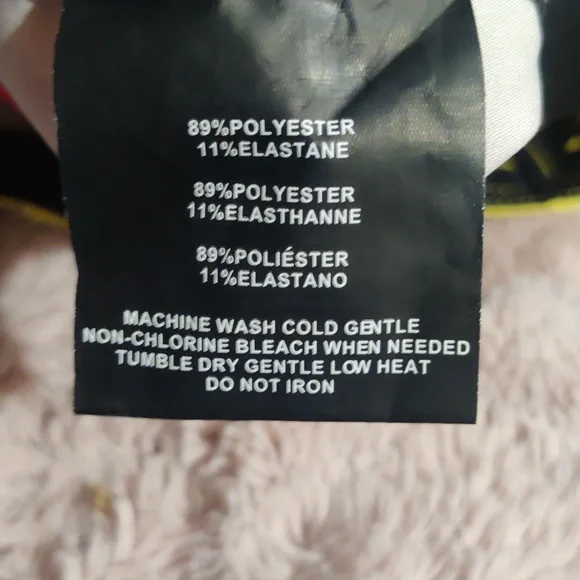 89%POLYESTER
11%ELASTANE
89%POLYESTER
11%ELASTHANNE
89%POLIÉSTER
11%ELASTANO
MACHINE WASH COLD GENTLE
NON-CHLORINE BLEACH WHEN NEEDED
TUMBLE DRY GENTLE LOW HEAT
DO NOT IRON